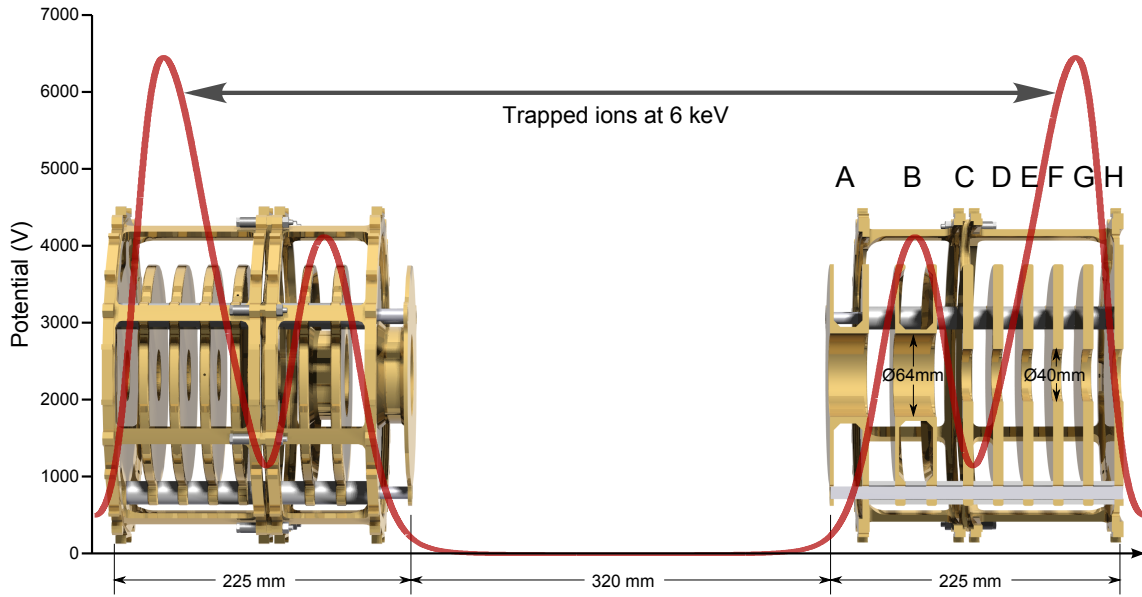 7000
6000
5000
4000
3000
2000
1000
0
Potential (V)
Trapped ions at 6 keV
A B C D E F G H
Ø64mm
Ø40mm
225 mm
320 mm
225 mm